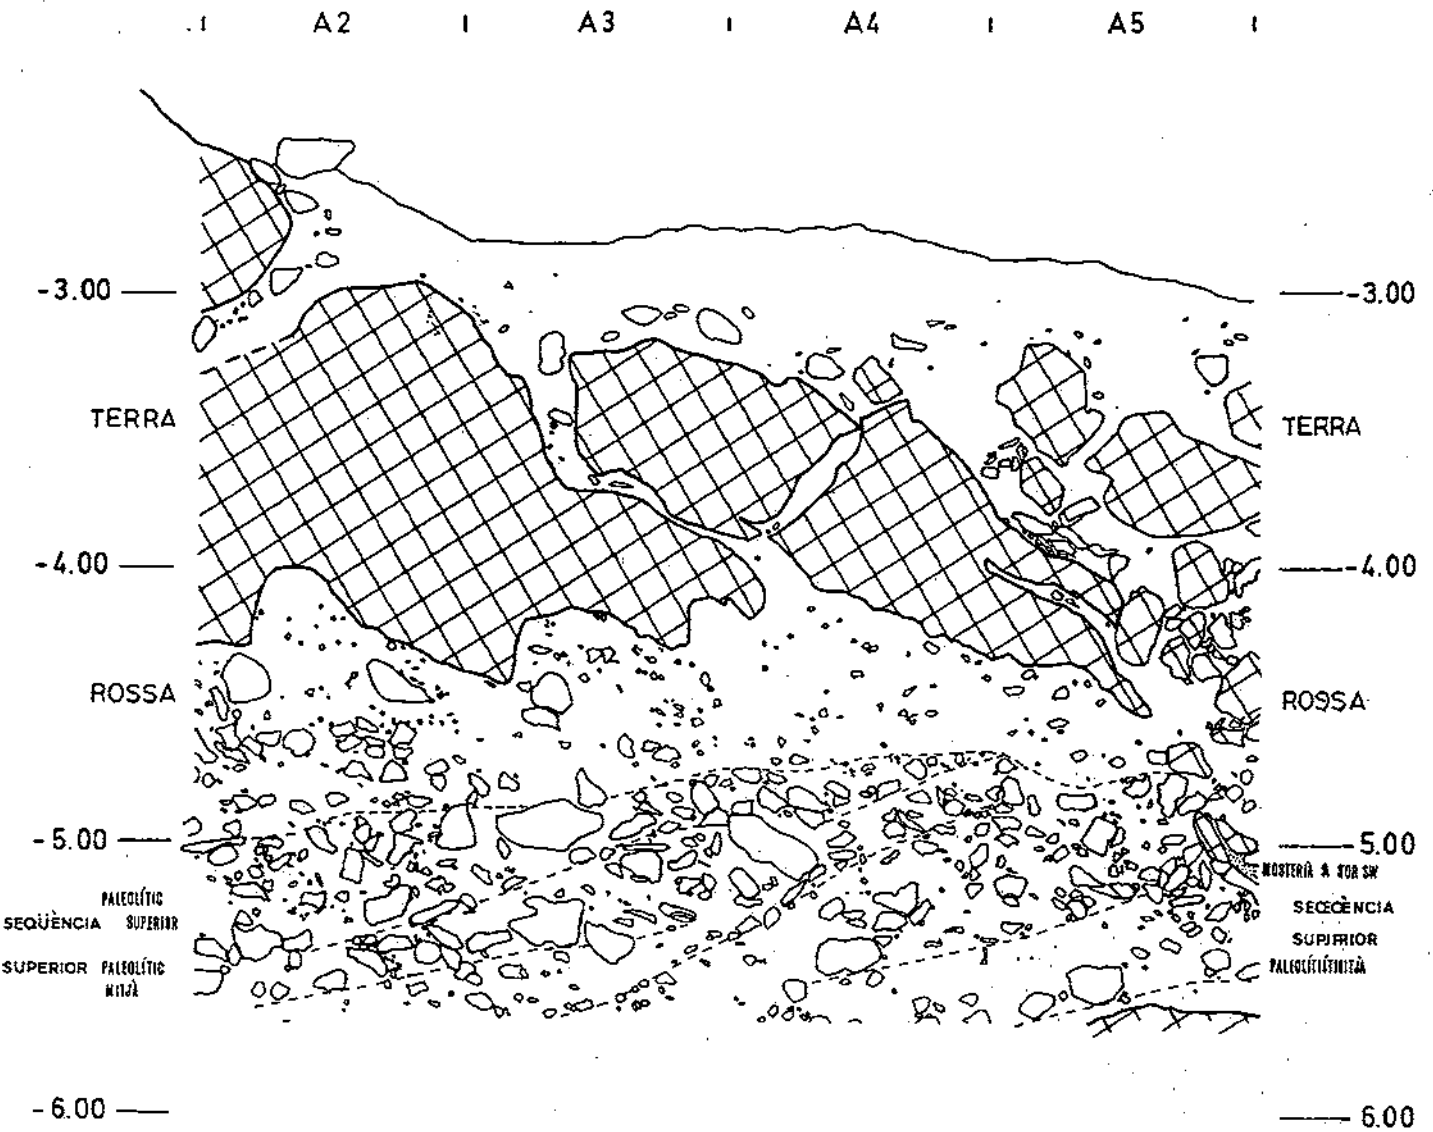 A2 A3 A4 A5
-3.00 -3.00
TERRA TERRA
-4.00 -4.00
ROSSA ROSSA
-5.00 -5.00
PALEOLÍTIC
SEQÜÈNCIA SUPERIOR
SUPERIOR PALEOLÍTIC
MITJÀ
SUPERIOR
-6.00 6.00